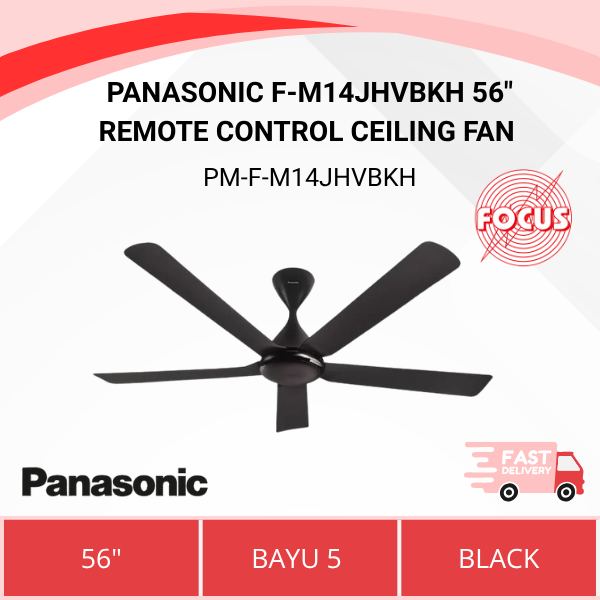 PANASONIC F-M14JHVBKH 56"
REMOTE CONTROL CEILING FAN
PM-F-M14JHVBKH
FOCUS
FAST
DELIVERY
Panasonic
56"
BAYU 5
BLACK